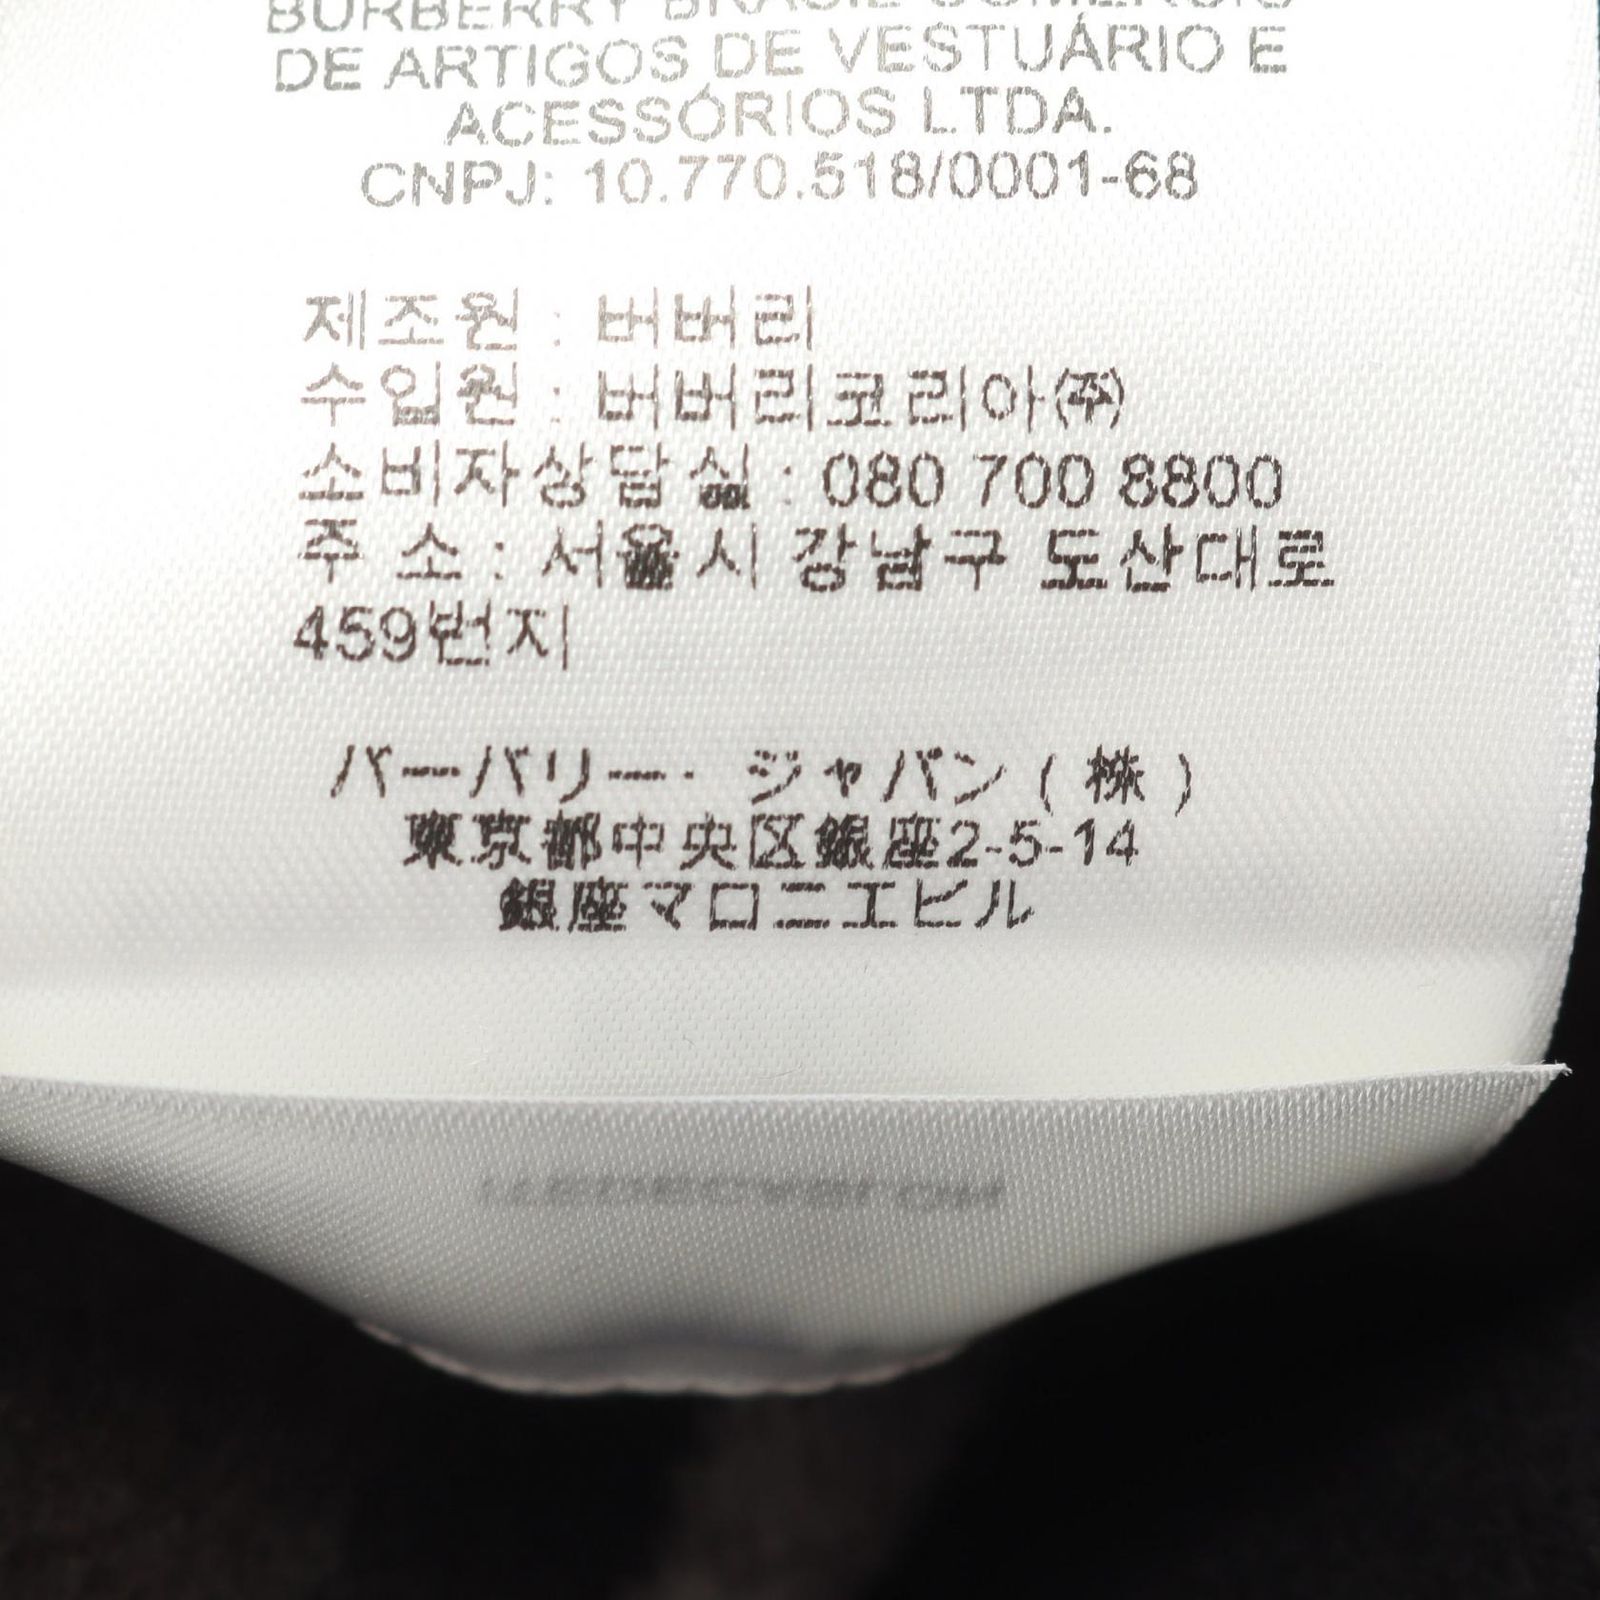 BURBERRY BRASIL COMÉRCIO
DE ARTIGOS DE VESTUÁRIO E
ACESSÓRIOS LTDA.
CNPJ: 10.770.518/0001-68
제조원 : 버버리
수입원 : 버버리코리아㈜
소비자상담실 : 080 700 8800
주 소 : 서울시 강남구 도산대로
459번지
バーバリー・ジャパン(株)
東京都中央区銀座2-5-14
銀座マロニエビル